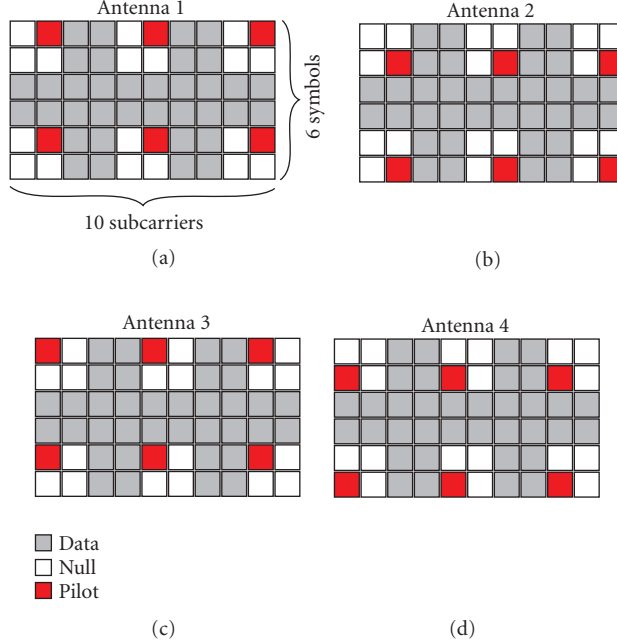 Antenna 1
6 symbols
10 subcarriers
(a)
Antenna 2
(b)
Antenna 3
(c)
Antenna 4
(d)
Data
Null
Pilot